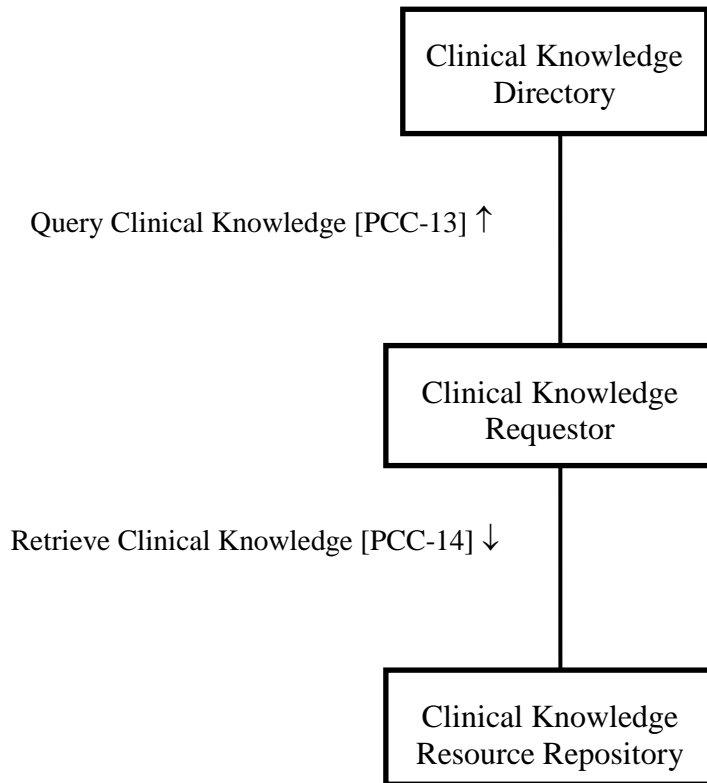 Clinical Knowledge
Directory
Query Clinical Knowledge [PCC-13] ↑
Clinical Knowledge
Requestor
Retrieve Clinical Knowledge [PCC-14] ↓
Clinical Knowledge
Resource Repository